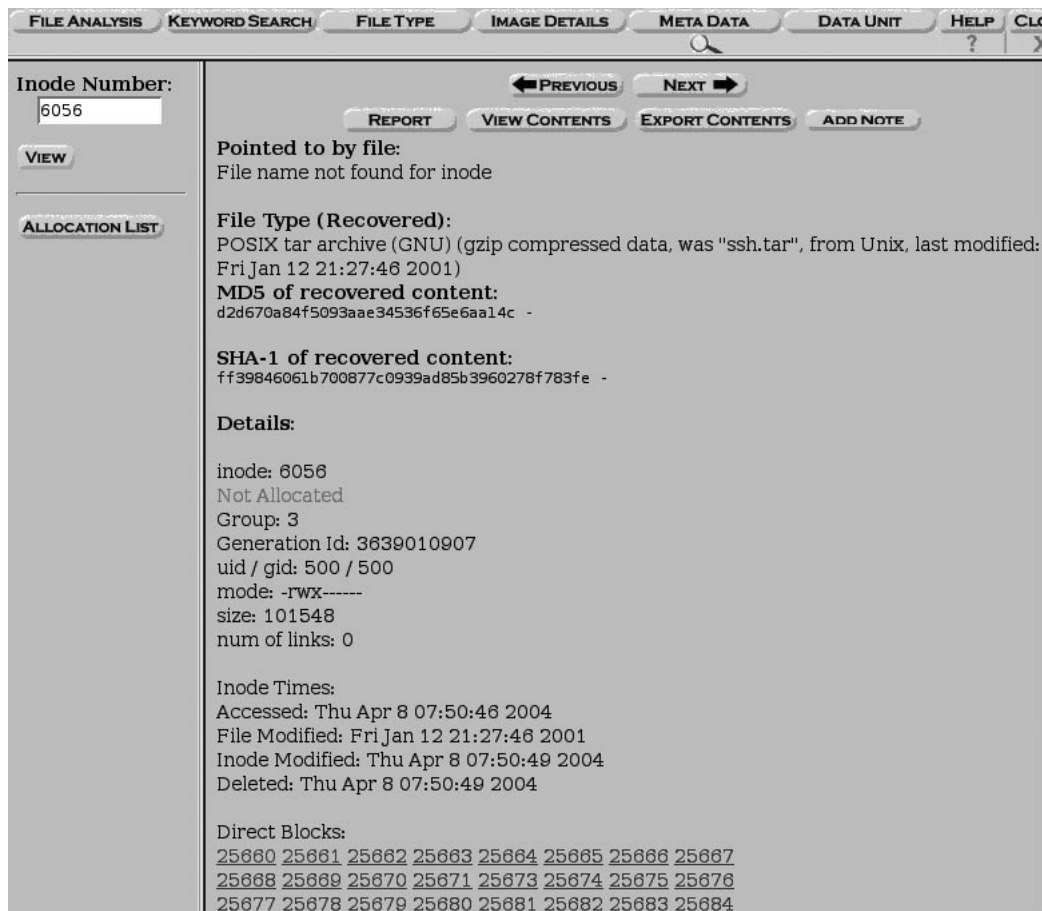 FILE ANALYSIS KEYWORD SEARCH FILE TYPE IMAGE DETAILS META DATA DATA UNIT HELP CLO
? X
Inode Number:
6056
VIEW
ALLOCATION LIST
PREVIOUS NEXT
REPORT VIEW CONTENTS EXPORT CONTENTS ADD NOTE
Pointed to by file:
File name not found for inode
File Type (Recovered):
POSIX tar archive (GNU) (gzip compressed data, was "ssh.tar", from Unix, last modified:
Fri Jan 12 21:27:46 2001)
MD5 of recovered content:
d2d670a84f5093aae34536f65e6aa14c -
SHA-1 of recovered content:
ff39846061b700877c0939ad85b3960278f783fe -
Details:
inode: 6056
Not Allocated
Group: 3
Generation Id: 3639010907
uid / gid: 500 / 500
mode: -rwx------
size: 101548
num of links: 0
Inode Times:
Accessed: Thu Apr 8 07:50:46 2004
File Modified: Fri Jan 12 21:27:46 2001
Inode Modified: Thu Apr 8 07:50:49 2004
Deleted: Thu Apr 8 07:50:49 2004
Direct Blocks:
25660 25661 25662 25663 25664 25665 25666 25667
25668 25669 25670 25671 25673 25674 25675 25676
25677 25678 25679 25680 25681 25682 25683 25684